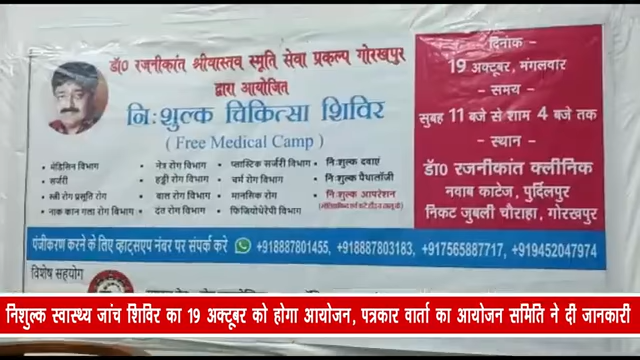 डॉ0 रजनीकांत श्रीवास्तव स्मृति सेवा प्रकल्प गोरखपुर
द्वारा आयोजित
निःशुल्क चिकित्सा शिविर
( Free Medical Camp )
• मेडिसिन विभाग
• सर्जरी
• स्त्री रोग प्रसूति रोग
• नाक कान गला रोग विभाग
• नेत्र रोग विभाग
• हड्डी रोग विभाग
• बाल रोग विभाग
• दंत रोग विभाग
• प्लास्टिक सर्जरी विभाग
• चर्म रोग विभाग
• मानसिक रोग
• फिजियोथेरेपी विभाग
• निःशुल्क दवाएं
• निःशुल्क पैथालॉजी
• निःशुल्क आपरेशन
दिनांक –
19 अक्टूबर, मंगलवार
- समय –
सुबह 11 बजे से शाम 4 बजे तक
- स्थान –
डॉ0 रजनीकांत क्लीनिक
नवाब काटेज, पुर्दिलपुर
निकट जुबली चौराहा, गोरखपुर
पंजीकरण करने के लिए व्हाट्सएप नंबर पर संपर्क करे +918887801455, +918887803183, +917565887717, +919452047974
विशेष सहयोग
निशुल्क स्वास्थ्य जांच शिविर का 19 अक्टूबर को होगा आयोजन, पत्रकार वार्ता का आयोजन समिति ने दी जानकारी